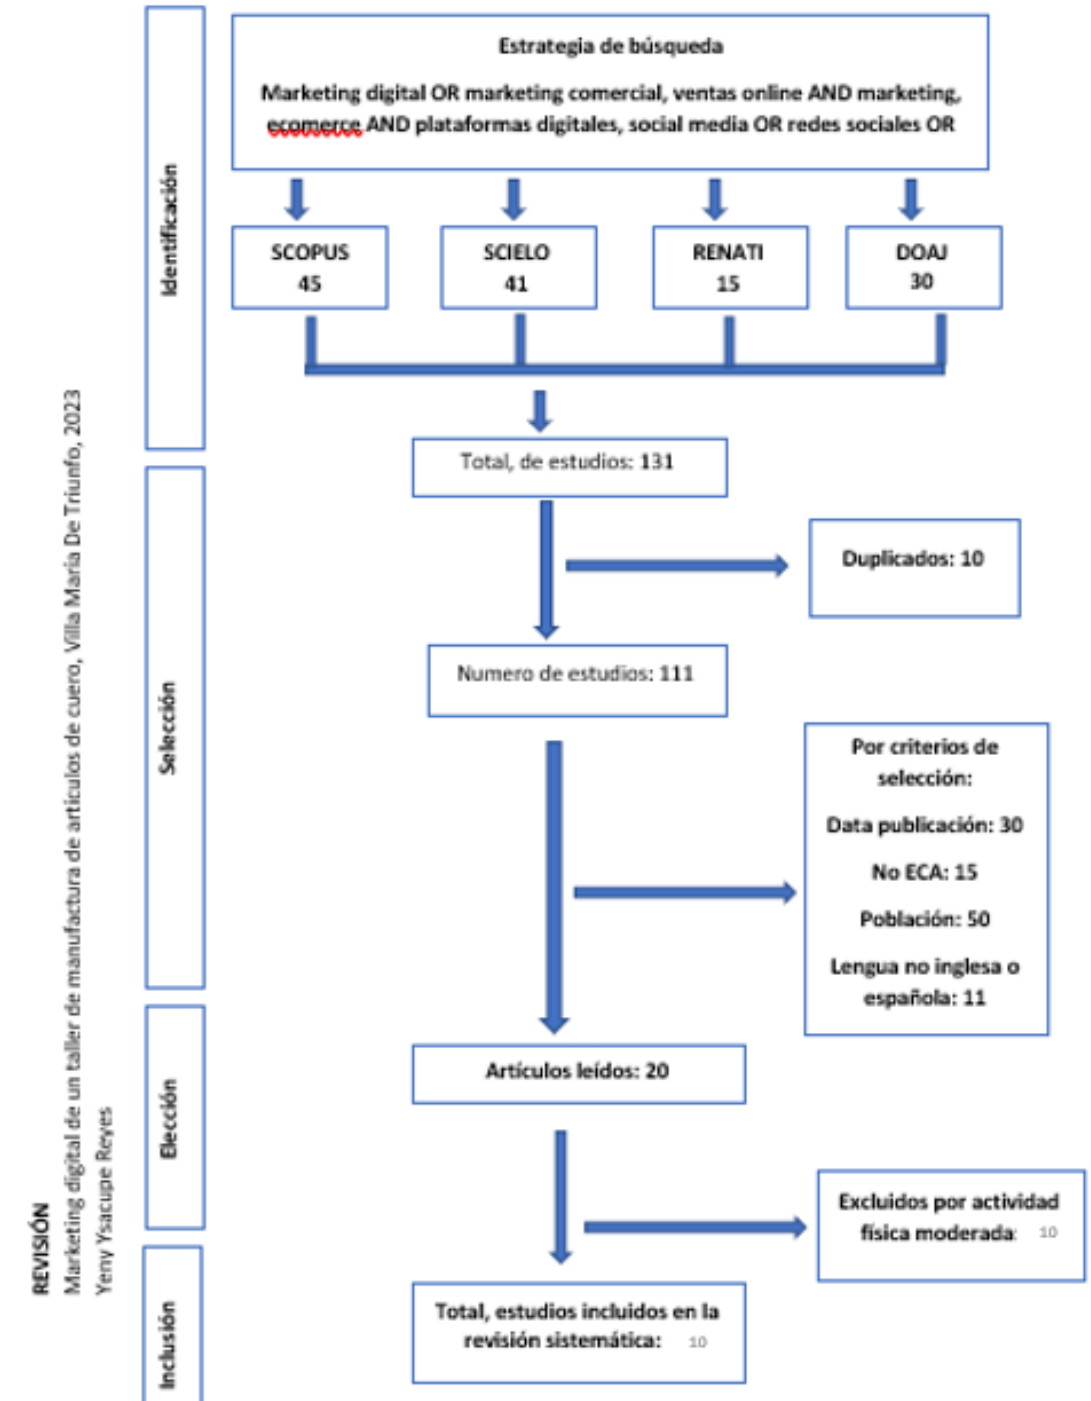 REVISIÓN
Marketing digital de un taller de manufactura de artículos de cuero, Villa María De Triunfo, 2023
Yeny Ysacupe Reyes
Identificación
Estrategia de búsqueda
Marketing digital OR marketing comercial, ventas online AND marketing,
ecomerce AND plataformas digitales, social media OR redes sociales OR
SCOPUS
45
SCIELO
41
RENATI
15
DOAJ
30
Total, de estudios: 131
Selección
Duplicados: 10
Numero de estudios: 111
Por criterios de
selección:
Data publicación: 30
No ECA: 15
Población: 50
Lengua no inglesa o
española: 11
Elección
Artículos leídos: 20
Excluidos por actividad
física moderada: 10
Inclusión
Total, estudios incluidos en la
revisión sistemática: 10